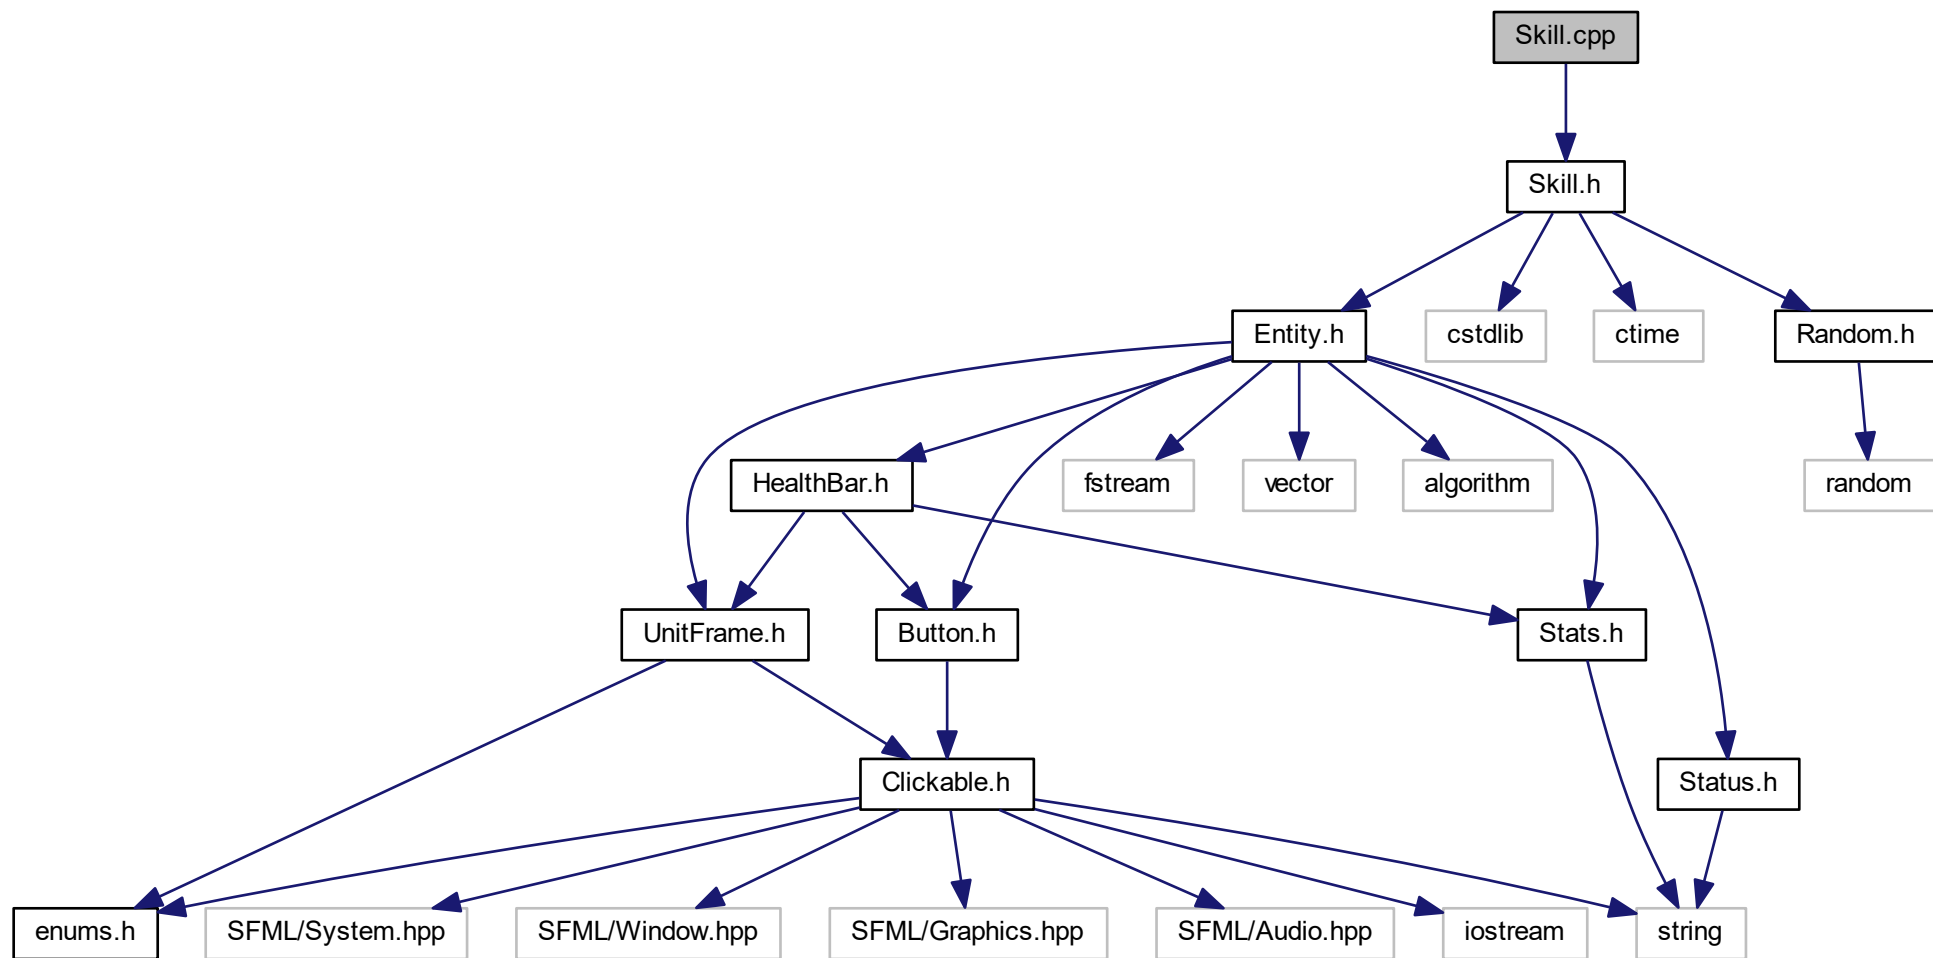 Skill.cpp
Skill.h
Entity.h
cstdlib
ctime
Random.h
HealthBar.h
fstream
vector
algorithm
random
UnitFrame.h
Button.h
Stats.h
Clickable.h
Status.h
enums.h
SFML/System.hpp
SFML/Window.hpp
SFML/Graphics.hpp
SFML/Audio.hpp
iostream
string